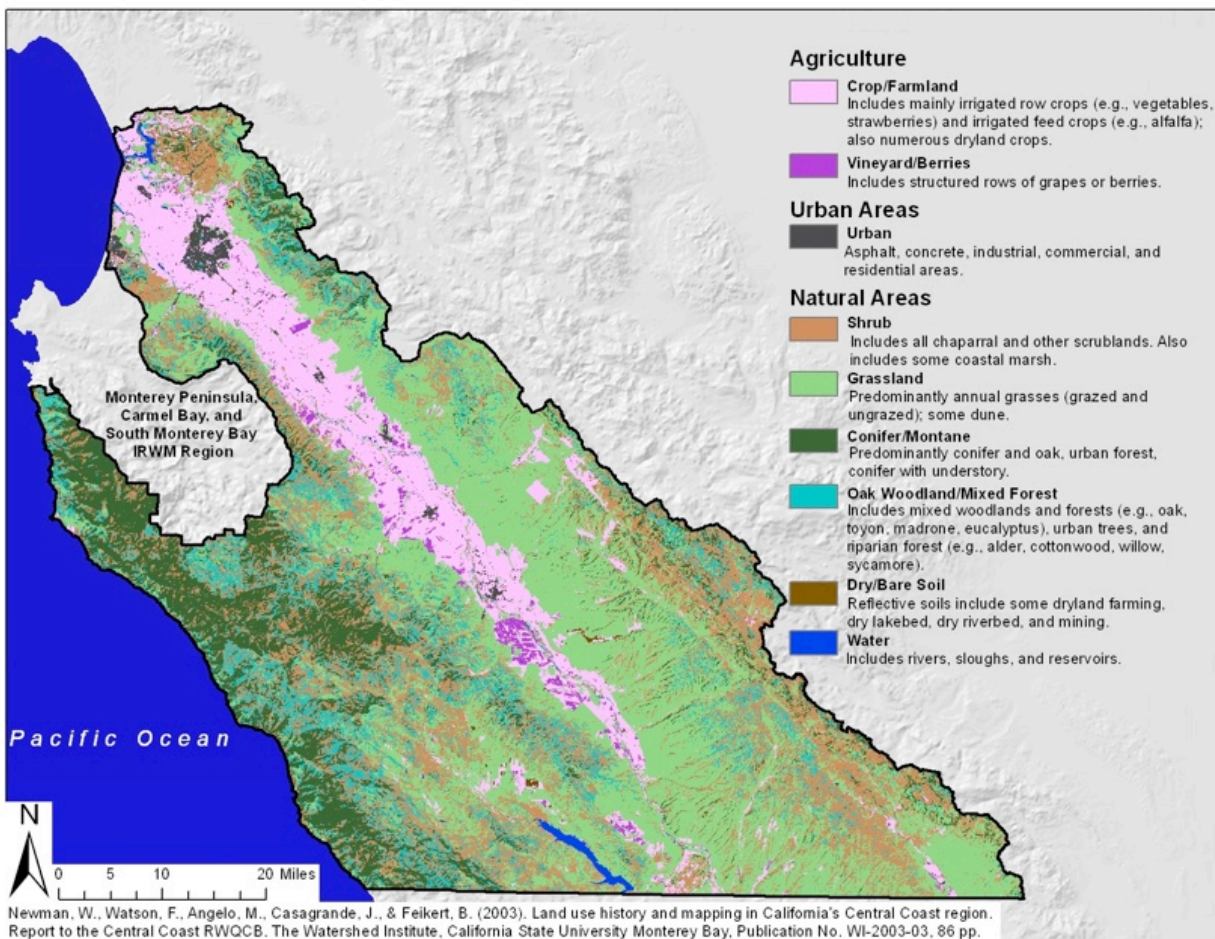 Agriculture
Crop/Farmland
Includes mainly irrigated row crops (e.g., vegetables,
strawberries) and irrigated feed crops (e.g., alfalfa);
also numerous dryland crops.
Vineyard/Berries
Includes structured rows of grapes or berries.
Urban Areas
Urban
Asphalt, concrete, industrial, commercial, and
residential areas.
Natural Areas
Shrub
Includes all chaparral and other scrublands. Also
includes some coastal marsh.
Grassland
Predominantly annual grasses (grazed and
ungrazed); some dune.
Conifer/Montane
Predominantly conifer and oak, urban forest,
conifer with understory.
Oak Woodland/Mixed Forest
Includes mixed woodlands and forests (e.g., oak,
toyon, madrone, eucalyptus), urban trees, and
riparian forest (e.g., alder, cottonwood, willow,
sycamore).
Dry/Bare Soil
Reflective soils include some dryland farming,
dry lakebed, dry riverbed, and mining.
Water
Includes rivers, sloughs, and reservoirs.
Monterey Peninsula,
Carmel Bay, and
South Monterey Bay
IRWM Region
Pacific Ocean
N
0 5 10 20 Miles
Newman, W., Watson, F., Angelo, M., Casagrande, J., & Feikert, B. (2003). Land use history and mapping in California's Central Coast region.
Report to the Central Coast RWQCB. The Watershed Institute, California State University Monterey Bay, Publication No. WI-2003-03, 86 pp.